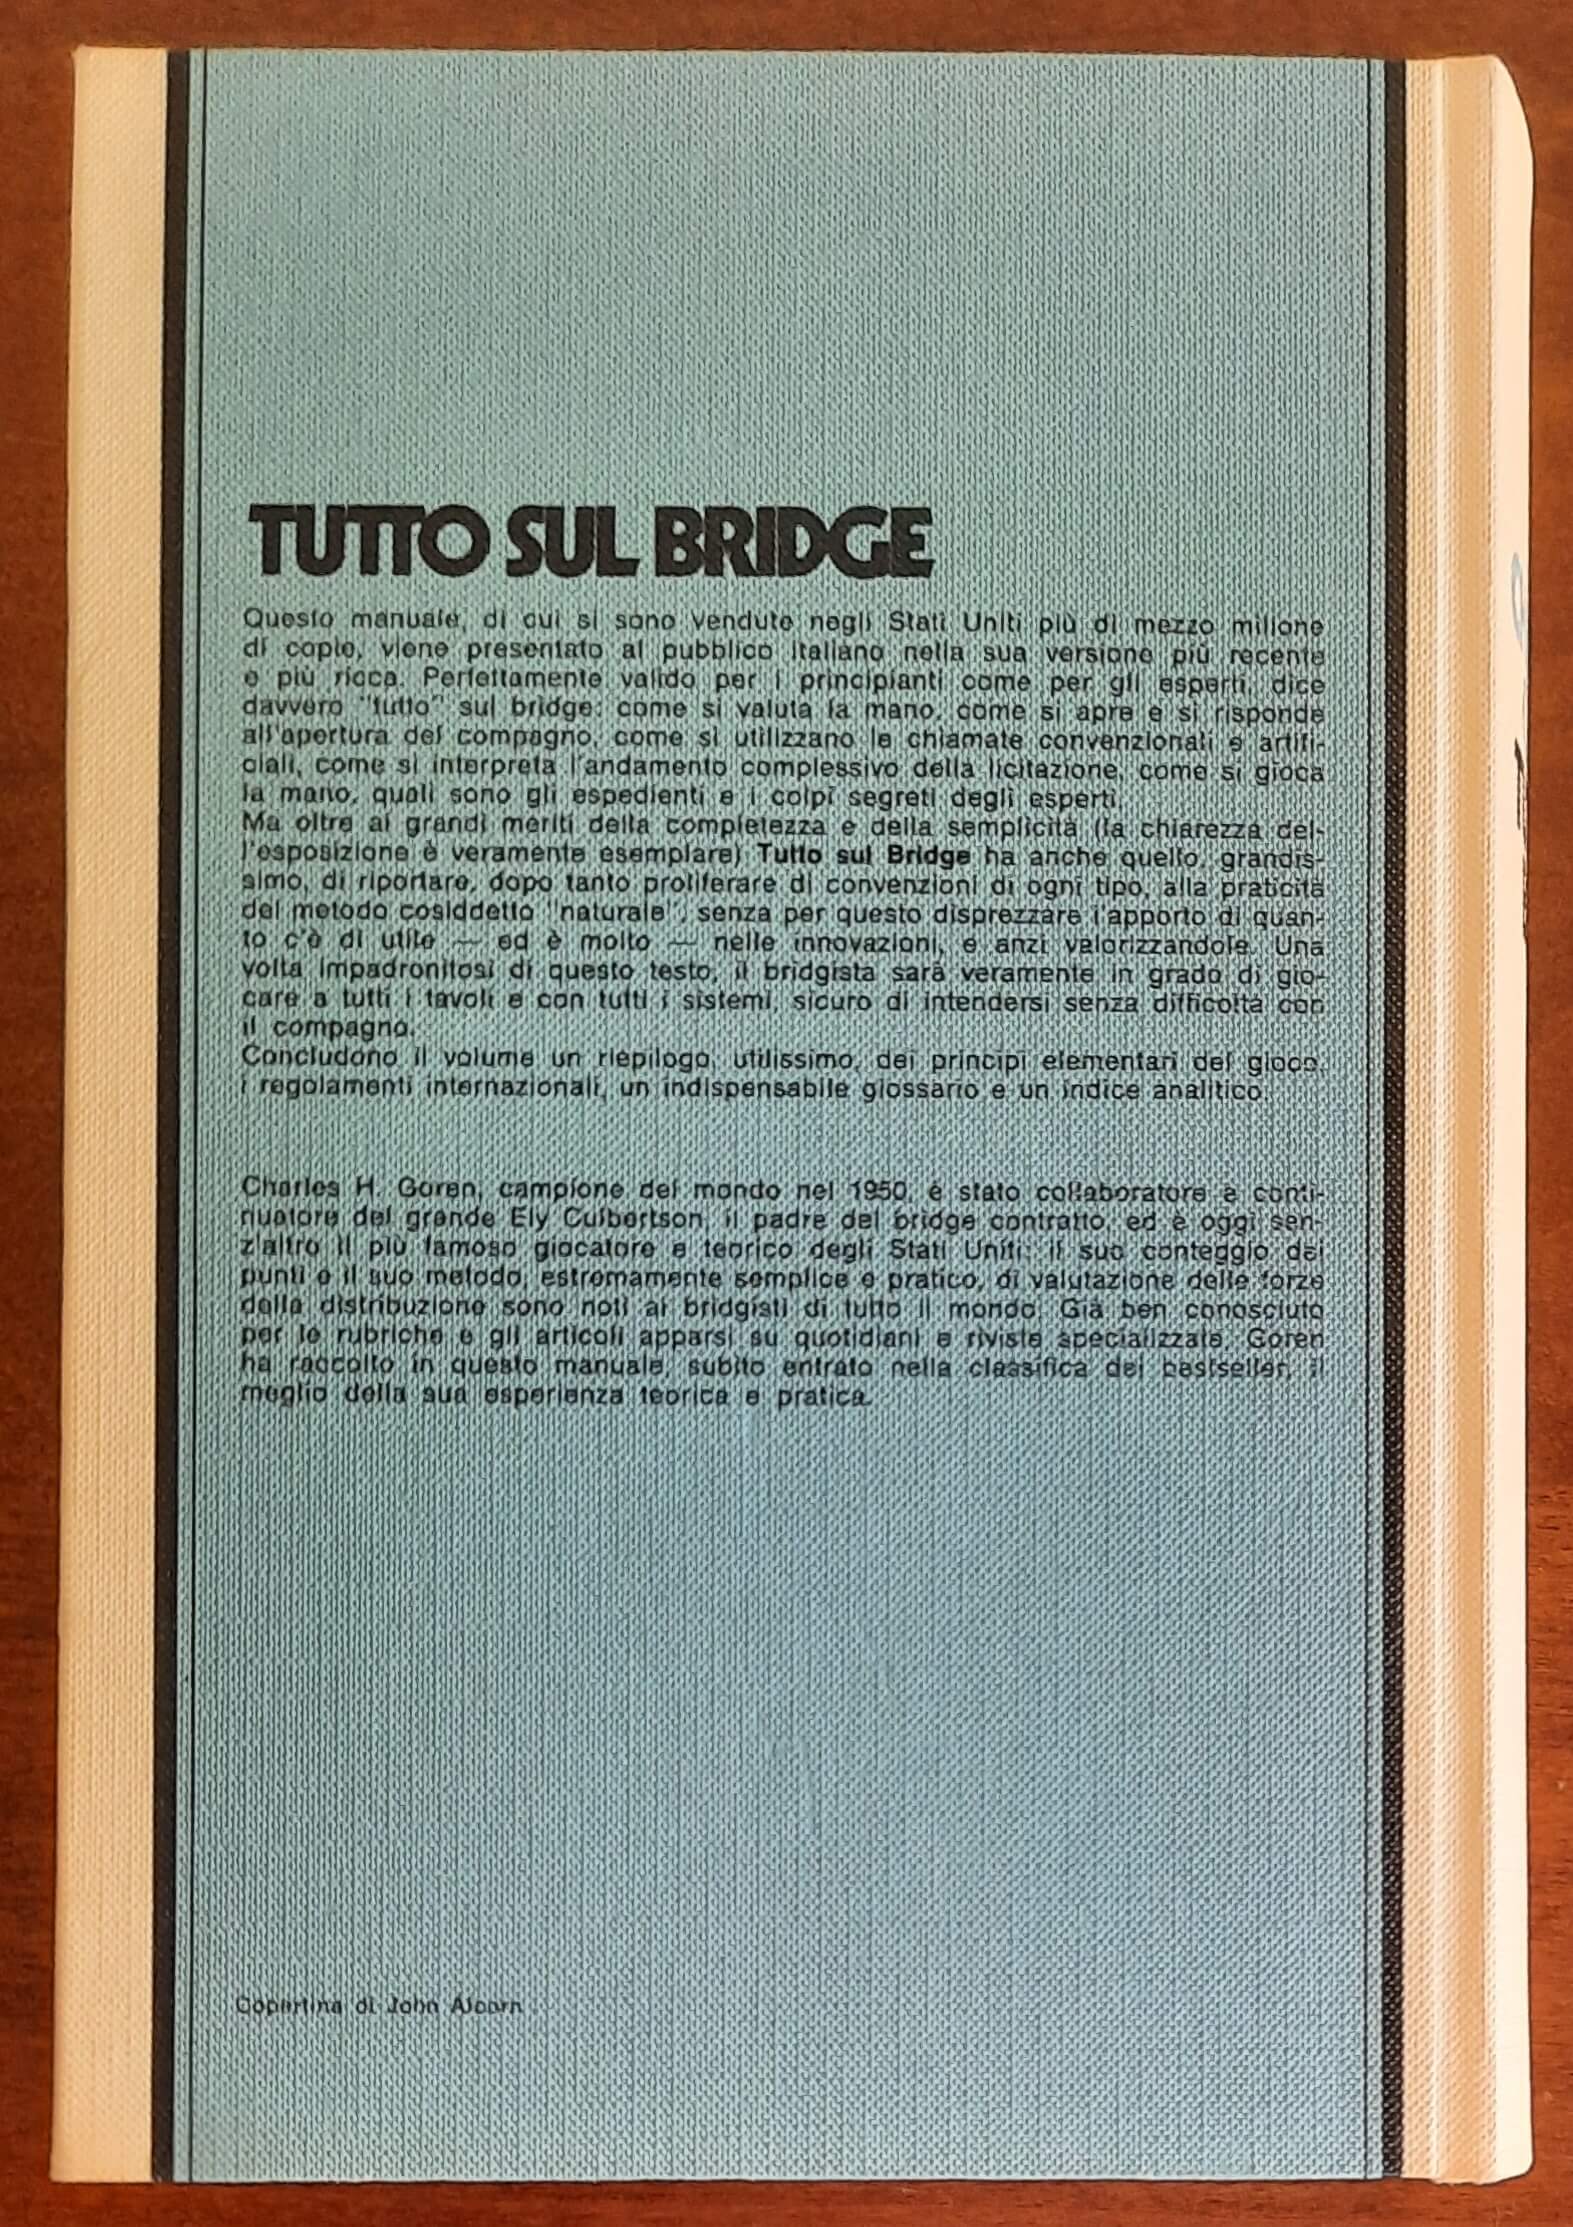 TUTTO SUL BRIDGE
Questo manuale, di cui si sono vendute negli Stati Uniti più di mezzo milione
di copie, viene presentato al pubblico italiano nella sua versione più recente
e più ricca. Perfettamente valido per i principianti come per gli esperti, dice
davvero "tutto" sul bridge: come si valuta la mano, come si apre e si risponde
all'apertura del compagno, come si utilizzano le chiamate convenzionali e artifi-
ciali, come si interpreta l'andamento complessivo della licitazione, come si gioca
la mano, quali sono gli espedienti e i colpi segreti degli esperti.
Ma oltre ai grandi meriti della completezza e della semplicità (la chiarezza del-
l'esposizione è veramente esemplare) Tutto sul Bridge ha anche quello, grandis-
simo, di riportare, dopo tanto proliferare di convenzioni di ogni tipo, alla praticità
del metodo cosiddetto "naturale", senza per questo disprezzare l'apporto di quan-
to c'è di utile — ed è molto — nelle innovazioni, e anzi valorizzandole. Una
volta impadronitosi di questo testo, il bridgista sarà veramente in grado di gio-
care a tutti i tavoli e con tutti i sistemi, sicuro di intendersi senza difficoltà con
il compagno.
Concludono il volume un riepilogo, utilissimo, dei principi elementari del gioco,
i regolamenti internazionali, un indispensabile glossario e un indice analitico.
Charles H. Goren, campione del mondo nel 1950, è stato collaboratore e conti-
nuatore del grande Ely Culbertson, il padre del bridge contratto, ed è oggi sen-
z'altro il più famoso giocatore e teorico degli Stati Uniti: il suo conteggio dei
punti e il suo metodo, estremamente semplice e pratico, di valutazione delle forze
della distribuzione sono noti ai bridgisti di tutto il mondo. Già ben conosciuto
per le rubriche e gli articoli apparsi su quotidiani e riviste specializzate, Goren
ha raccolto in questo manuale, subito entrato nella classifica dei bestseller, il
meglio della sua esperienza teorica e pratica.
Copertina di John Alcorn